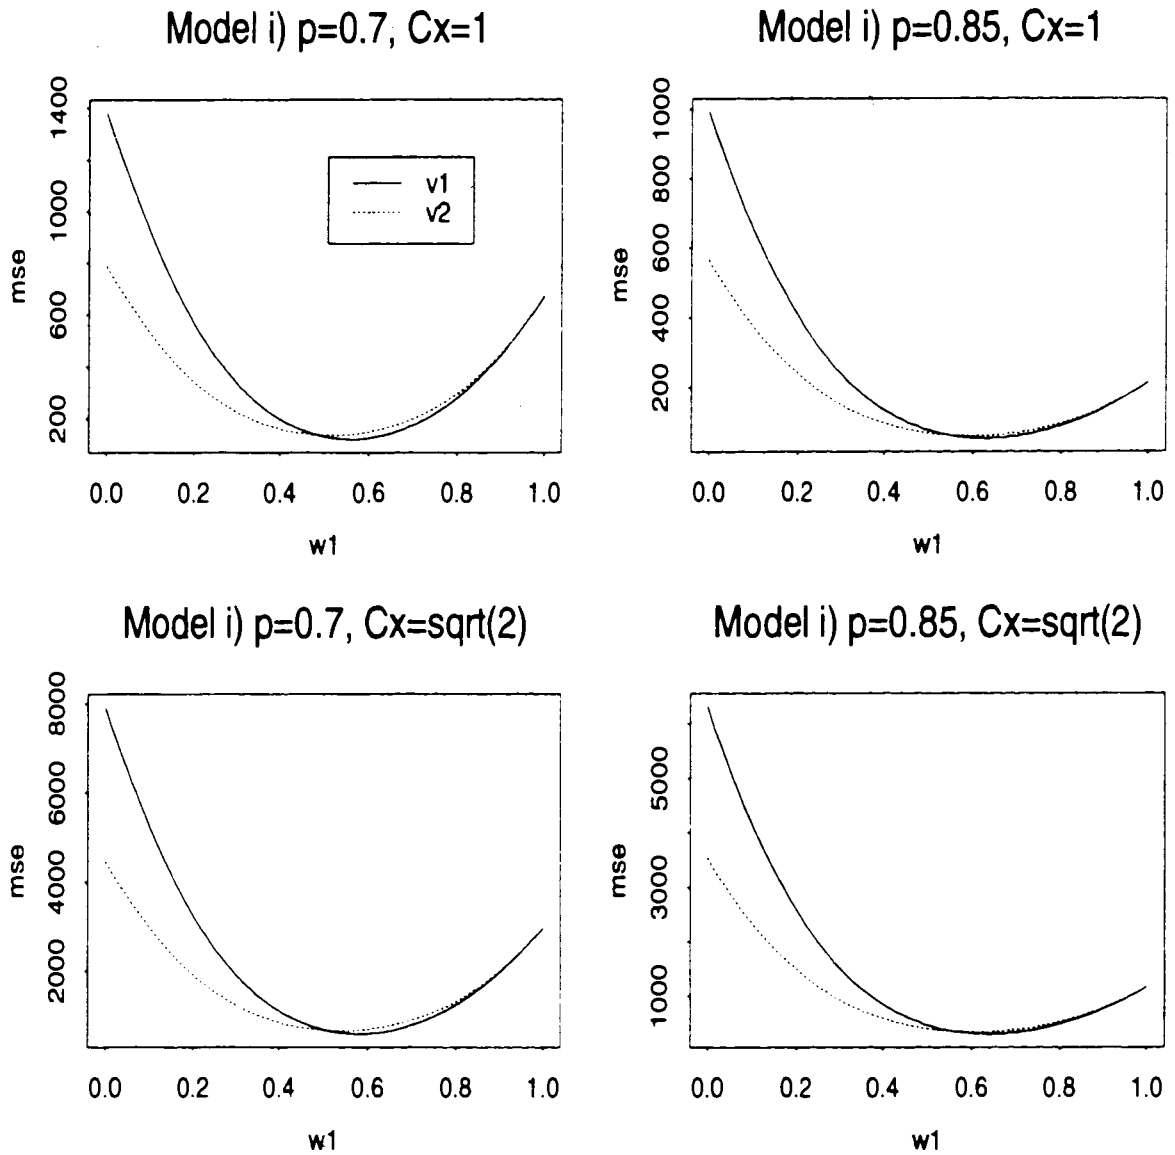 Model i) p=0.7, Cx=1
mse
1400
1000
600
200
v1
v2
0.0 0.2 0.4 0.6 0.8 1.0
w1
Model i) p=0.85, Cx=1
mse
1000
800
600
400
200
0.0 0.2 0.4 0.6 0.8 1.0
w1
Model i) p=0.7, Cx=sqrt(2)
mse
8000
6000
4000
2000
0.0 0.2 0.4 0.6 0.8 1.0
w1
Model i) p=0.85, Cx=sqrt(2)
mse
5000
3000
1000
0.0 0.2 0.4 0.6 0.8 1.0
w1